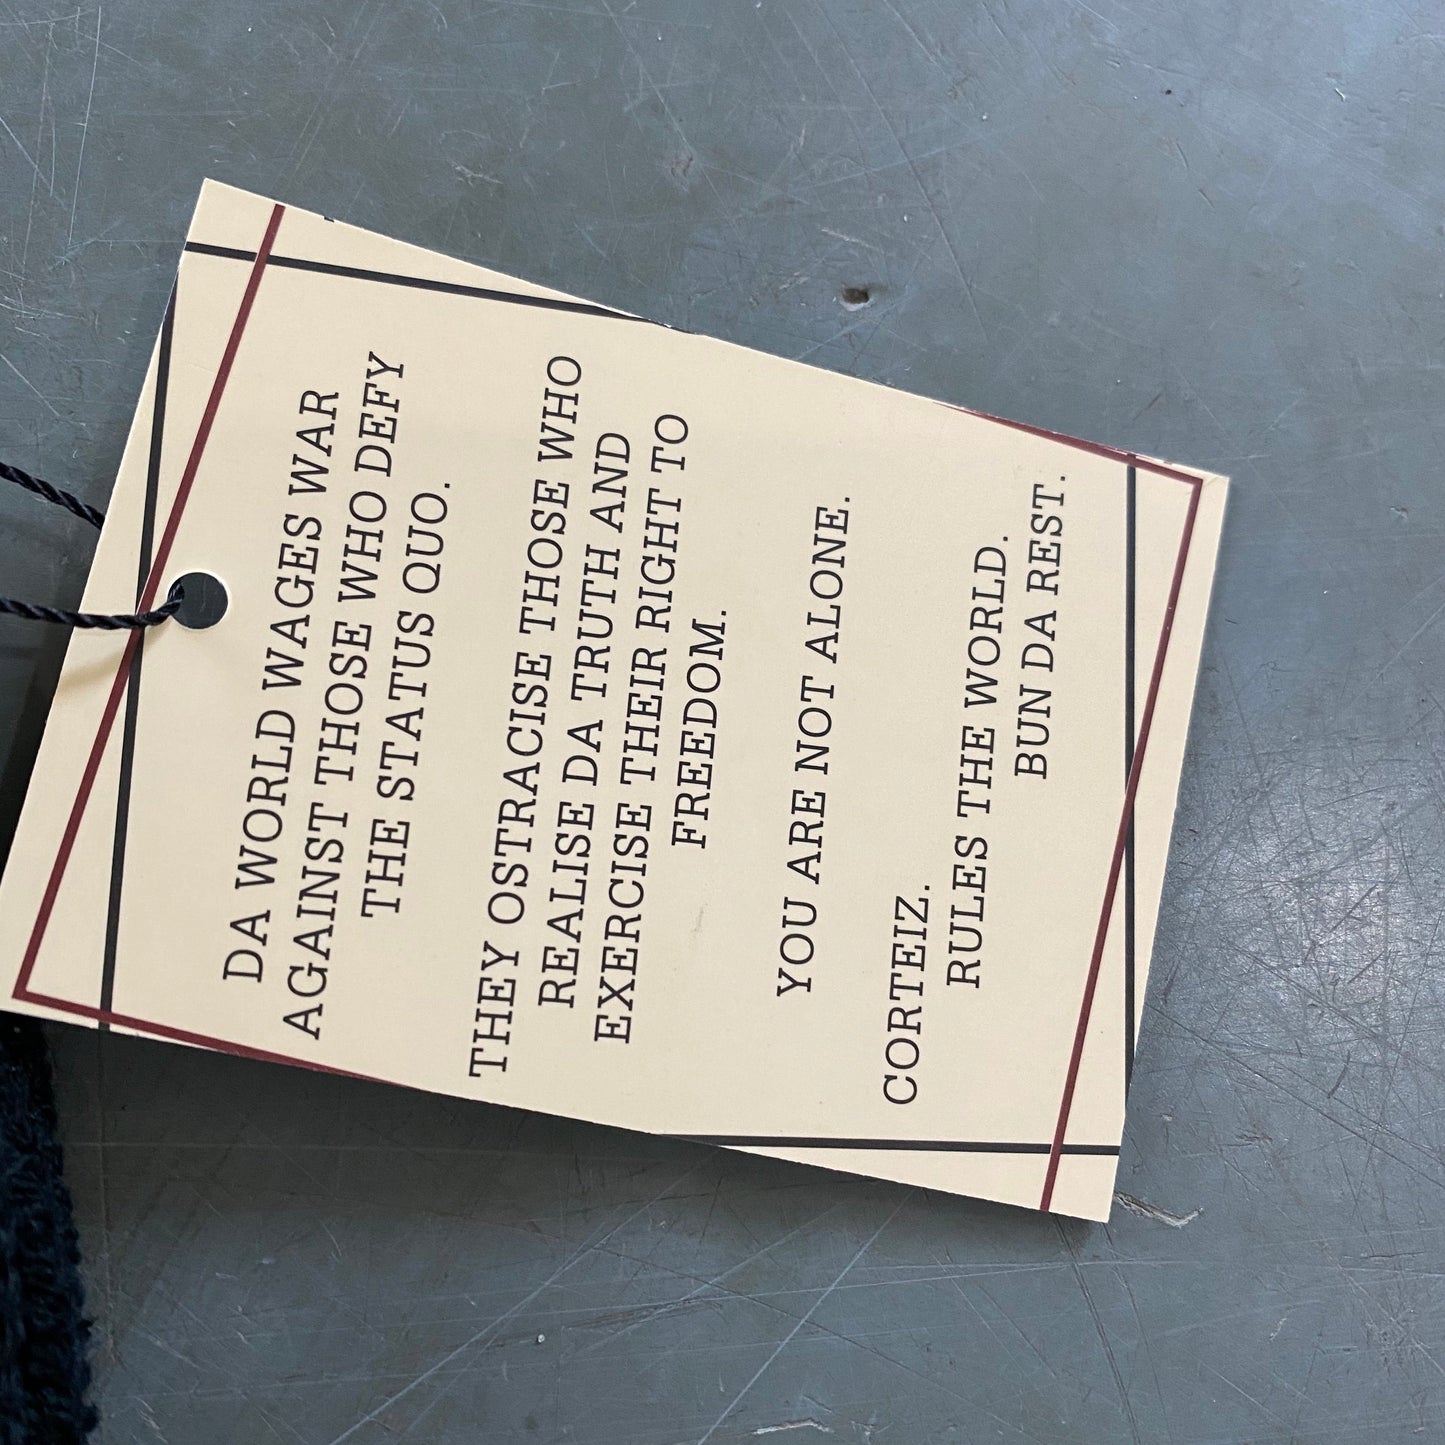 DA WORLD WAGES WAR
AGAINST THOSE WHO DEFY
THE STATUS QUO.
THEY OSTRACISE THOSE WHO
REALISE DA TRUTH AND
EXERCISE THEIR RIGHT TO
FREEDOM.
YOU ARE NOT ALONE.
CORTEIZ.
RULES THE WORLD.
BUN DA REST.